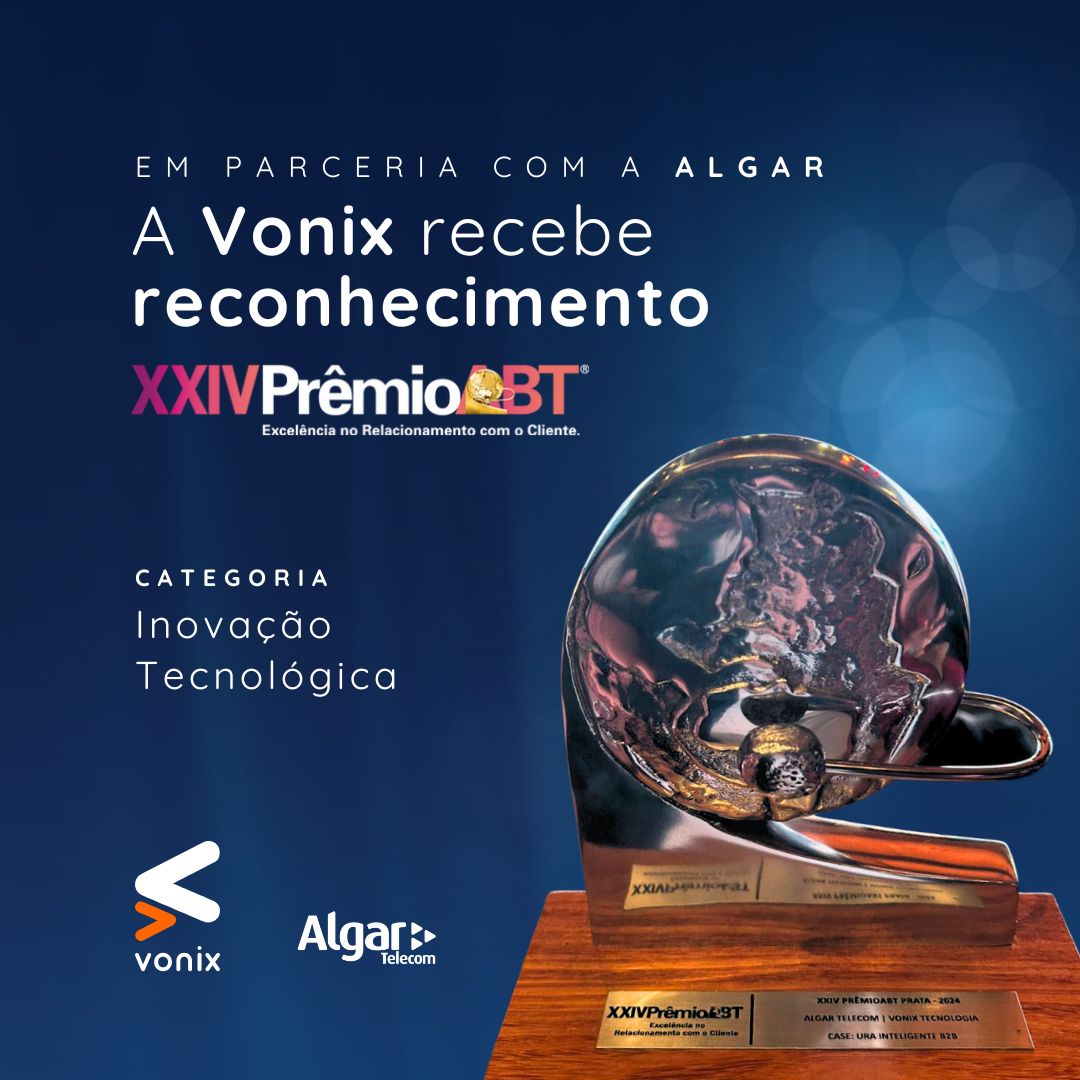 EM PARCERIA COM A ALGAR
A Vonix recebe
reconhecimento
XXIVPrêmioABT®
Excelência no Relacionamento com o Cliente.
CATEGORIA
Inovação
Tecnológica
vonix
Algar
Telecom
XXIVPrêmioABT
Excelência no
Relacionamento com o Cliente
XXIV PRÊMIOABT PRATA - 2024
ALGAR TELECOM | VONIX TECNOLOGIA
CASE: URA INTELIGENTE B2B